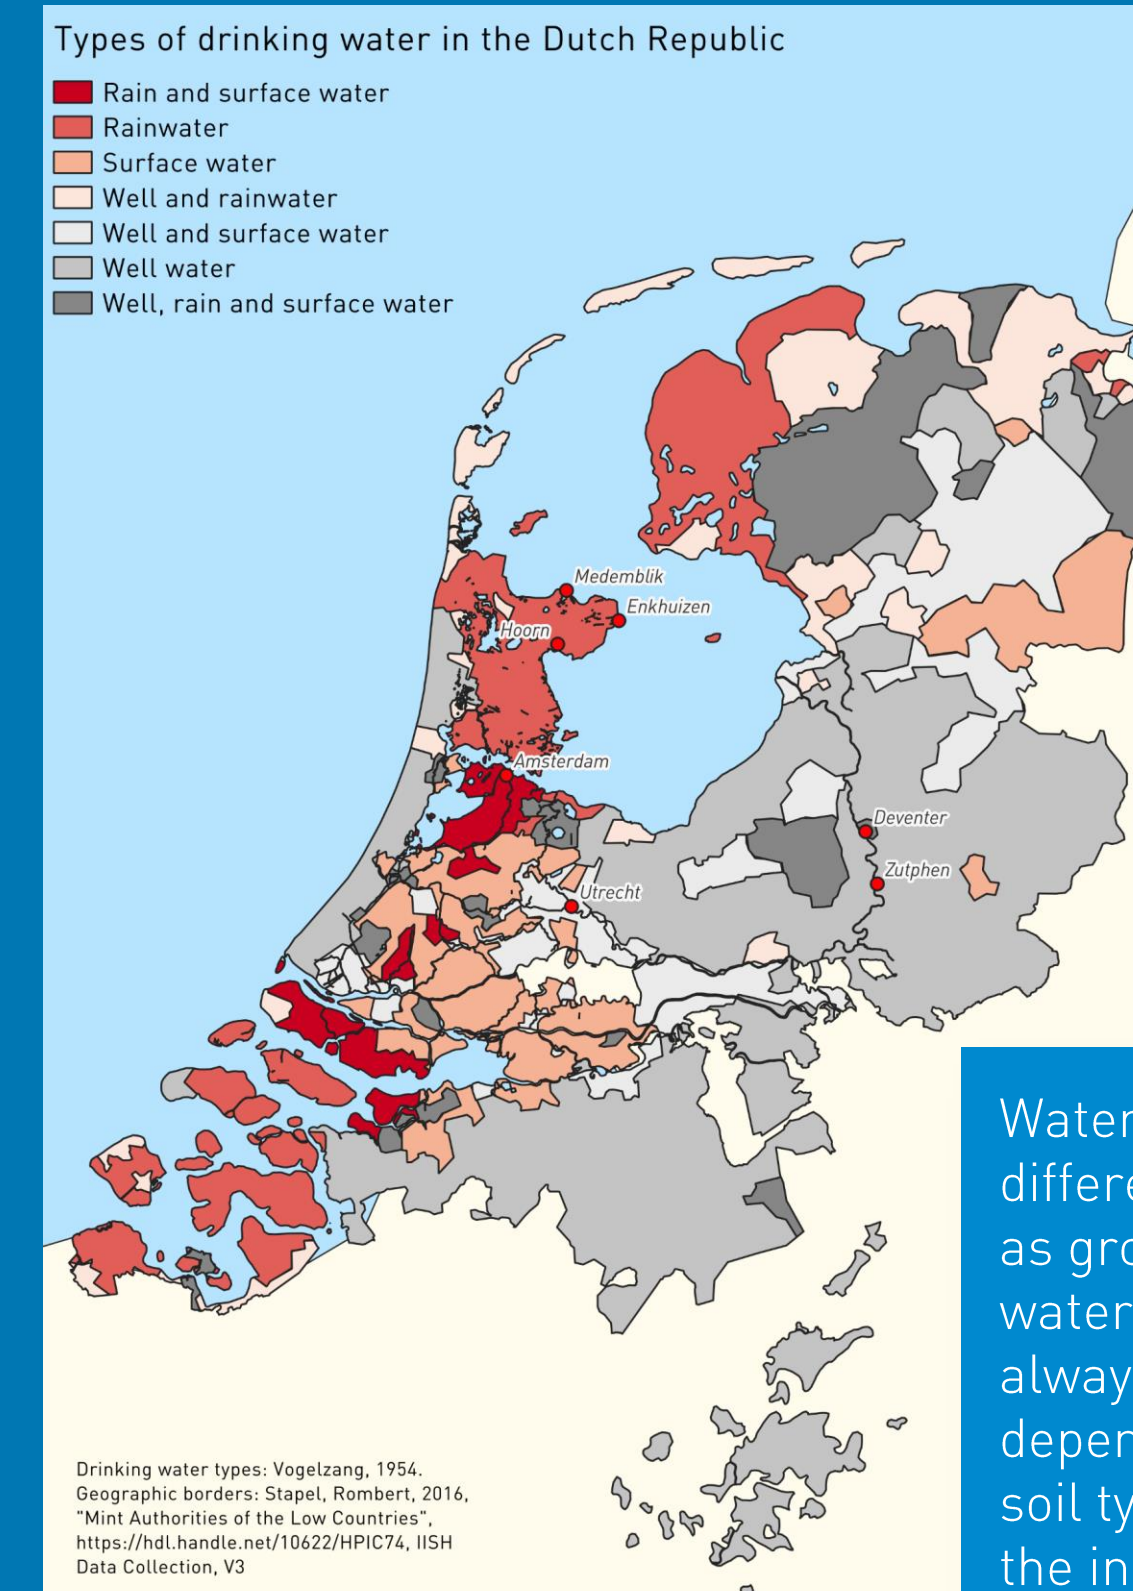 Types of drinking water in the Dutch Republic
Rain and surface water
Rainwater
Surface water
Well and rainwater
Well and surface water
Well water
Well, rain and surface water
Medemblik
Enkhuizen
Hoorn
Amsterdam
Deventer
Zutphen
Utrecht
Water
differe
as gro
water
alway
depen
soil ty
the in
Drinking water types: Vogelzang, 1954.
Geographic borders: Stapel, Rombert, 2016,
"Mint Authorities of the Low Countries",
https://hdl.handle.net/10622/HPIC74, IISH
Data Collection, V3